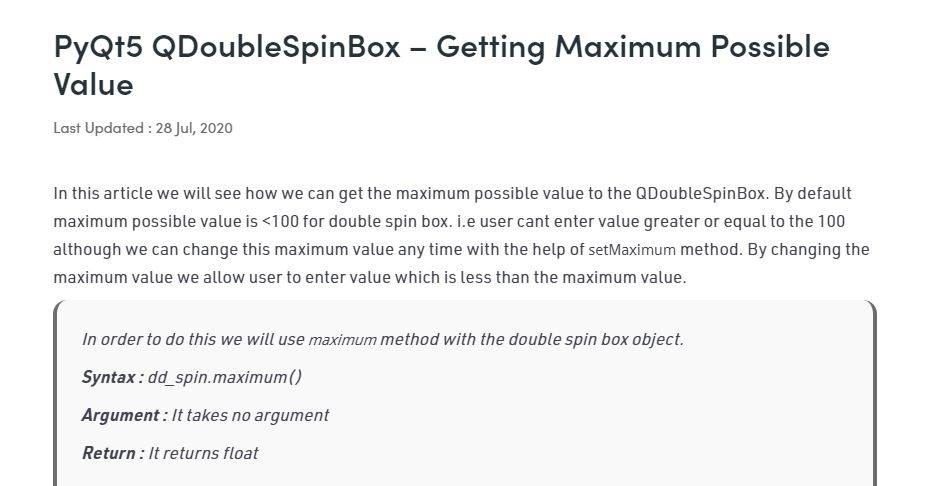 PyQt5 QDoubleSpinBox – Getting Maximum Possible
Value
Last Updated : 28 Jul, 2020
In this article we will see how we can get the maximum possible value to the QDoubleSpinBox. By default
maximum possible value is <100 for double spin box. i.e user cant enter value greater or equal to the 100
although we can change this maximum value any time with the help of setMaximum method. By changing the
maximum value we allow user to enter value which is less than the maximum value.
In order to do this we will use maximum method with the double spin box object.
Syntax : dd_spin.maximum()
Argument : It takes no argument
Return : It returns float